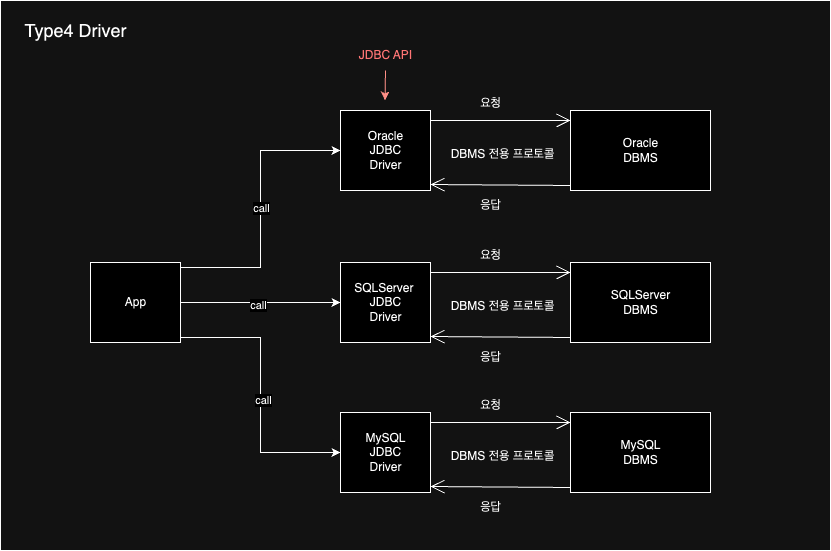 Type4 Driver
JDBC API
Oracle
JDBC
Driver
요청
DBMS 전용 프로토콜
응답
Oracle
DBMS
call
App
call
SQLServer
JDBC
Driver
요청
DBMS 전용 프로토콜
응답
SQLServer
DBMS
call
MySQL
JDBC
Driver
요청
DBMS 전용 프로토콜
응답
MySQL
DBMS